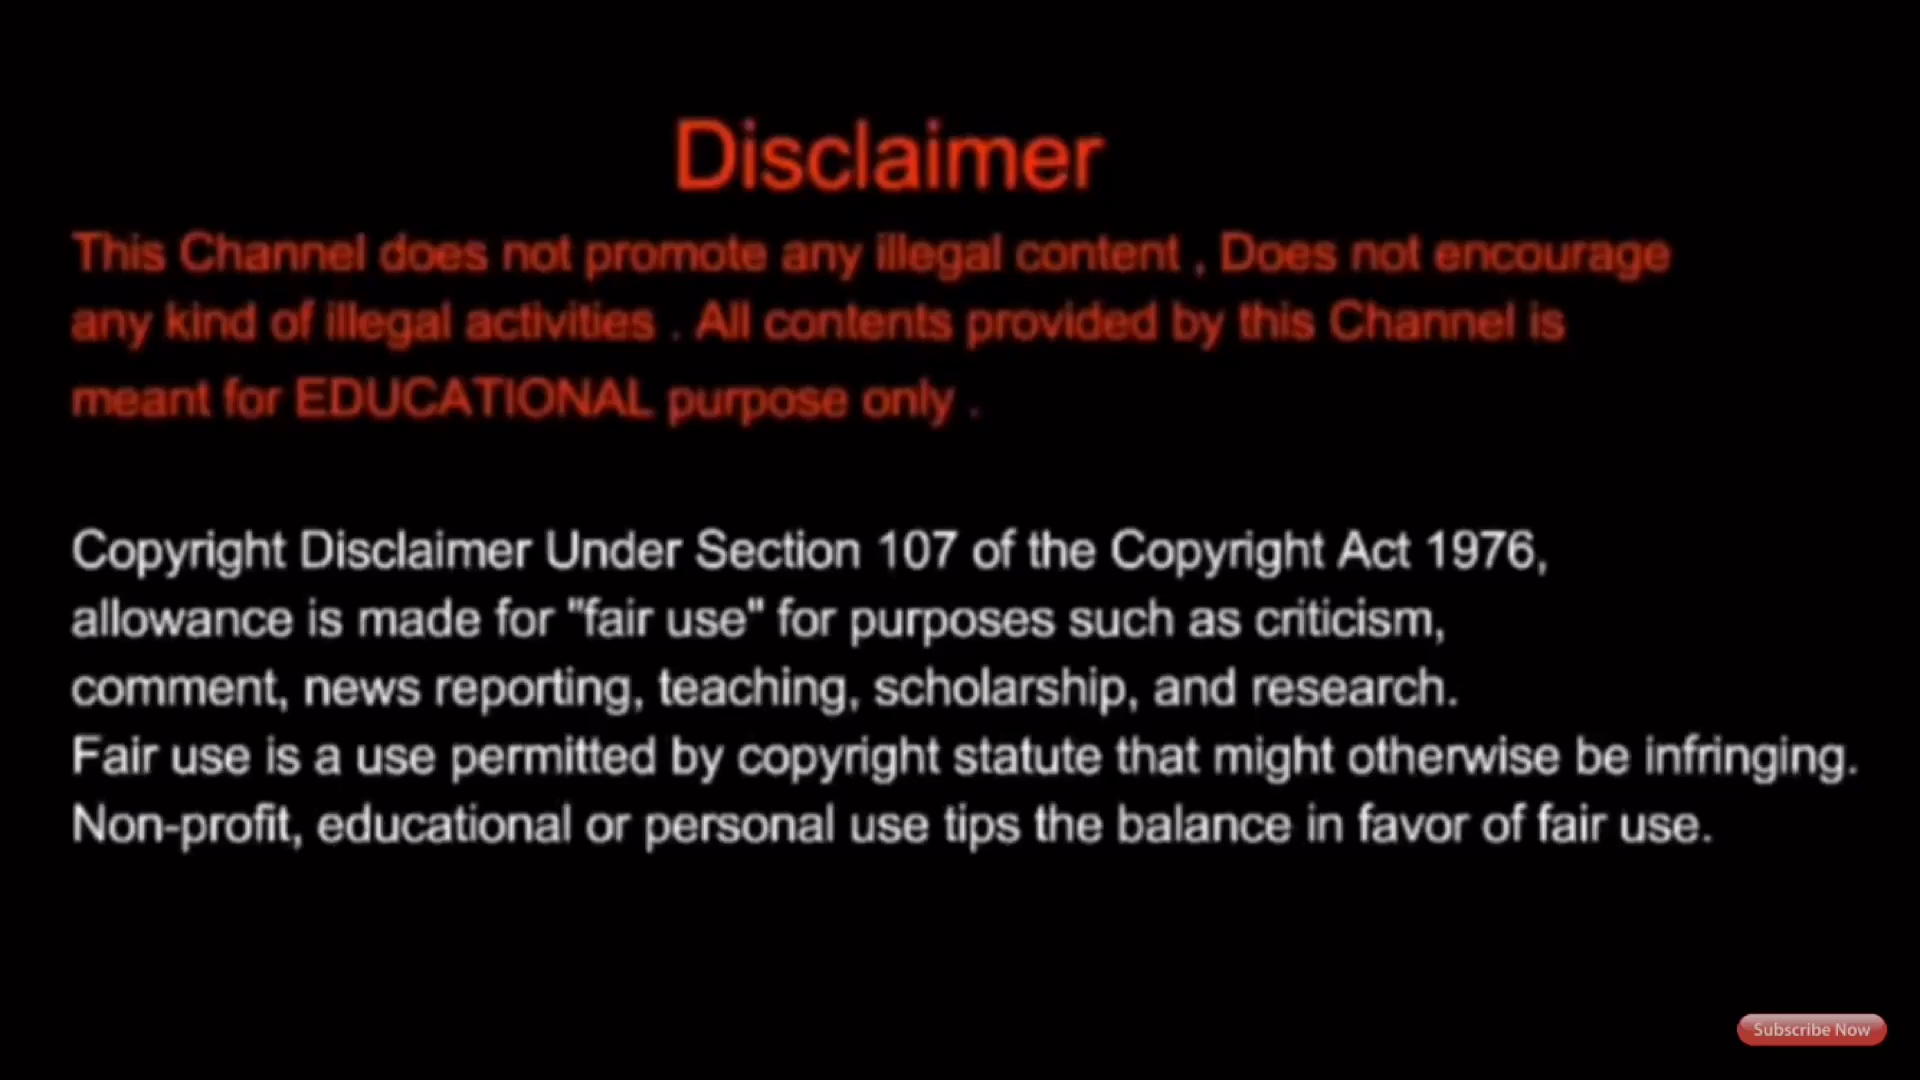 Disclaimer
This Channel does not promote any illegal content , Does not encourage
any kind of illegal activities . All contents provided by this Channel is
meant for EDUCATIONAL purpose only .
Copyright Disclaimer Under Section 107 of the Copyright Act 1976,
allowance is made for "fair use" for purposes such as criticism,
comment, news reporting, teaching, scholarship, and research.
Fair use is a use permitted by copyright statute that might otherwise be infringing.
Non-profit, educational or personal use tips the balance in favor of fair use.
Subscribe Now